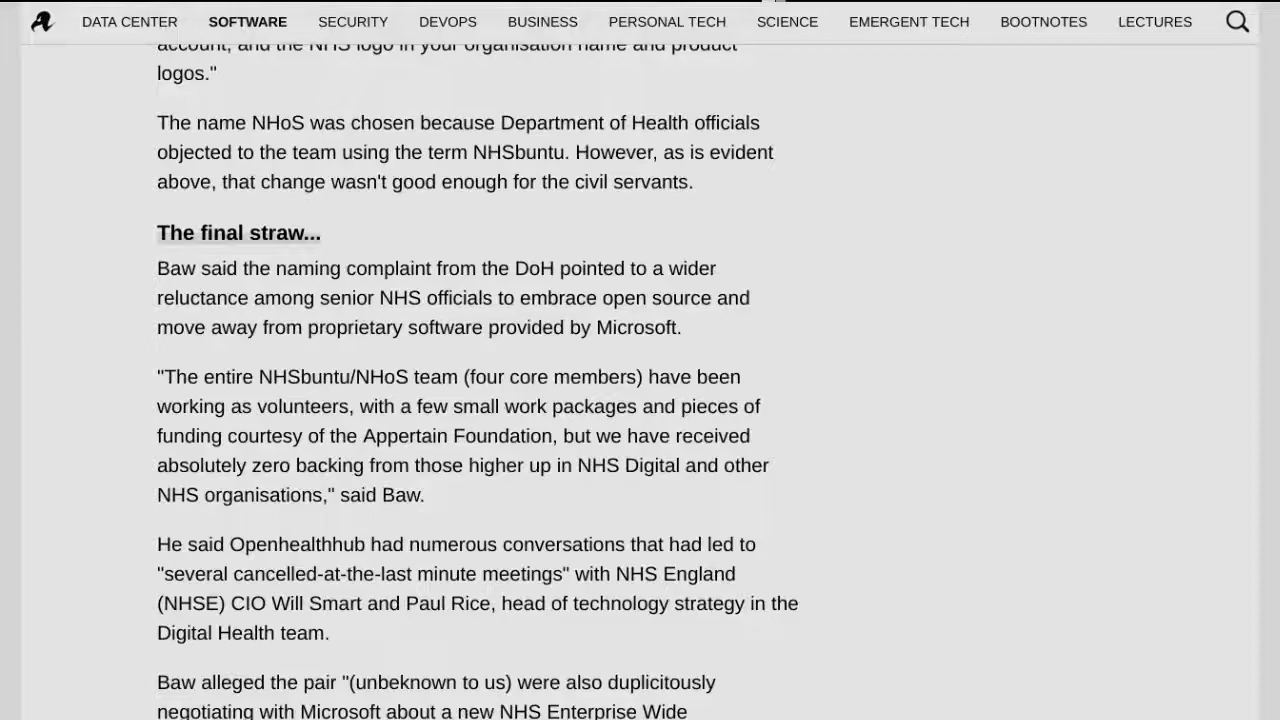 DATA CENTER SOFTWARE SECURITY DEVOPS BUSINESS PERSONAL TECH SCIENCE EMERGENT TECH BOOTNOTES LECTURES
account, and the NHS logo in your organisation name and product
logos."
The name NHoS was chosen because Department of Health officials
objected to the team using the term NHSbuntu. However, as is evident
above, that change wasn't good enough for the civil servants.
The final straw...
Baw said the naming complaint from the DoH pointed to a wider
reluctance among senior NHS officials to embrace open source and
move away from proprietary software provided by Microsoft.
"The entire NHSbuntu/NHoS team (four core members) have been
working as volunteers, with a few small work packages and pieces of
funding courtesy of the Appertain Foundation, but we have received
absolutely zero backing from those higher up in NHS Digital and other
NHS organisations," said Baw.
He said Openhealthhub had numerous conversations that had led to
"several cancelled-at-the-last minute meetings" with NHS England
(NHSE) CIO Will Smart and Paul Rice, head of technology strategy in the
Digital Health team.
Baw alleged the pair "(unbeknown to us) were also duplicitously
negotiating with Microsoft about a new NHS Enterprise Wide